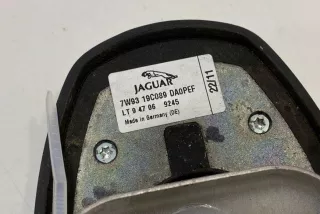 JAGUAR
7W93 19C089 DA0PEF
LT 9 47 06 9245
Made in Germany (DE)
22/11